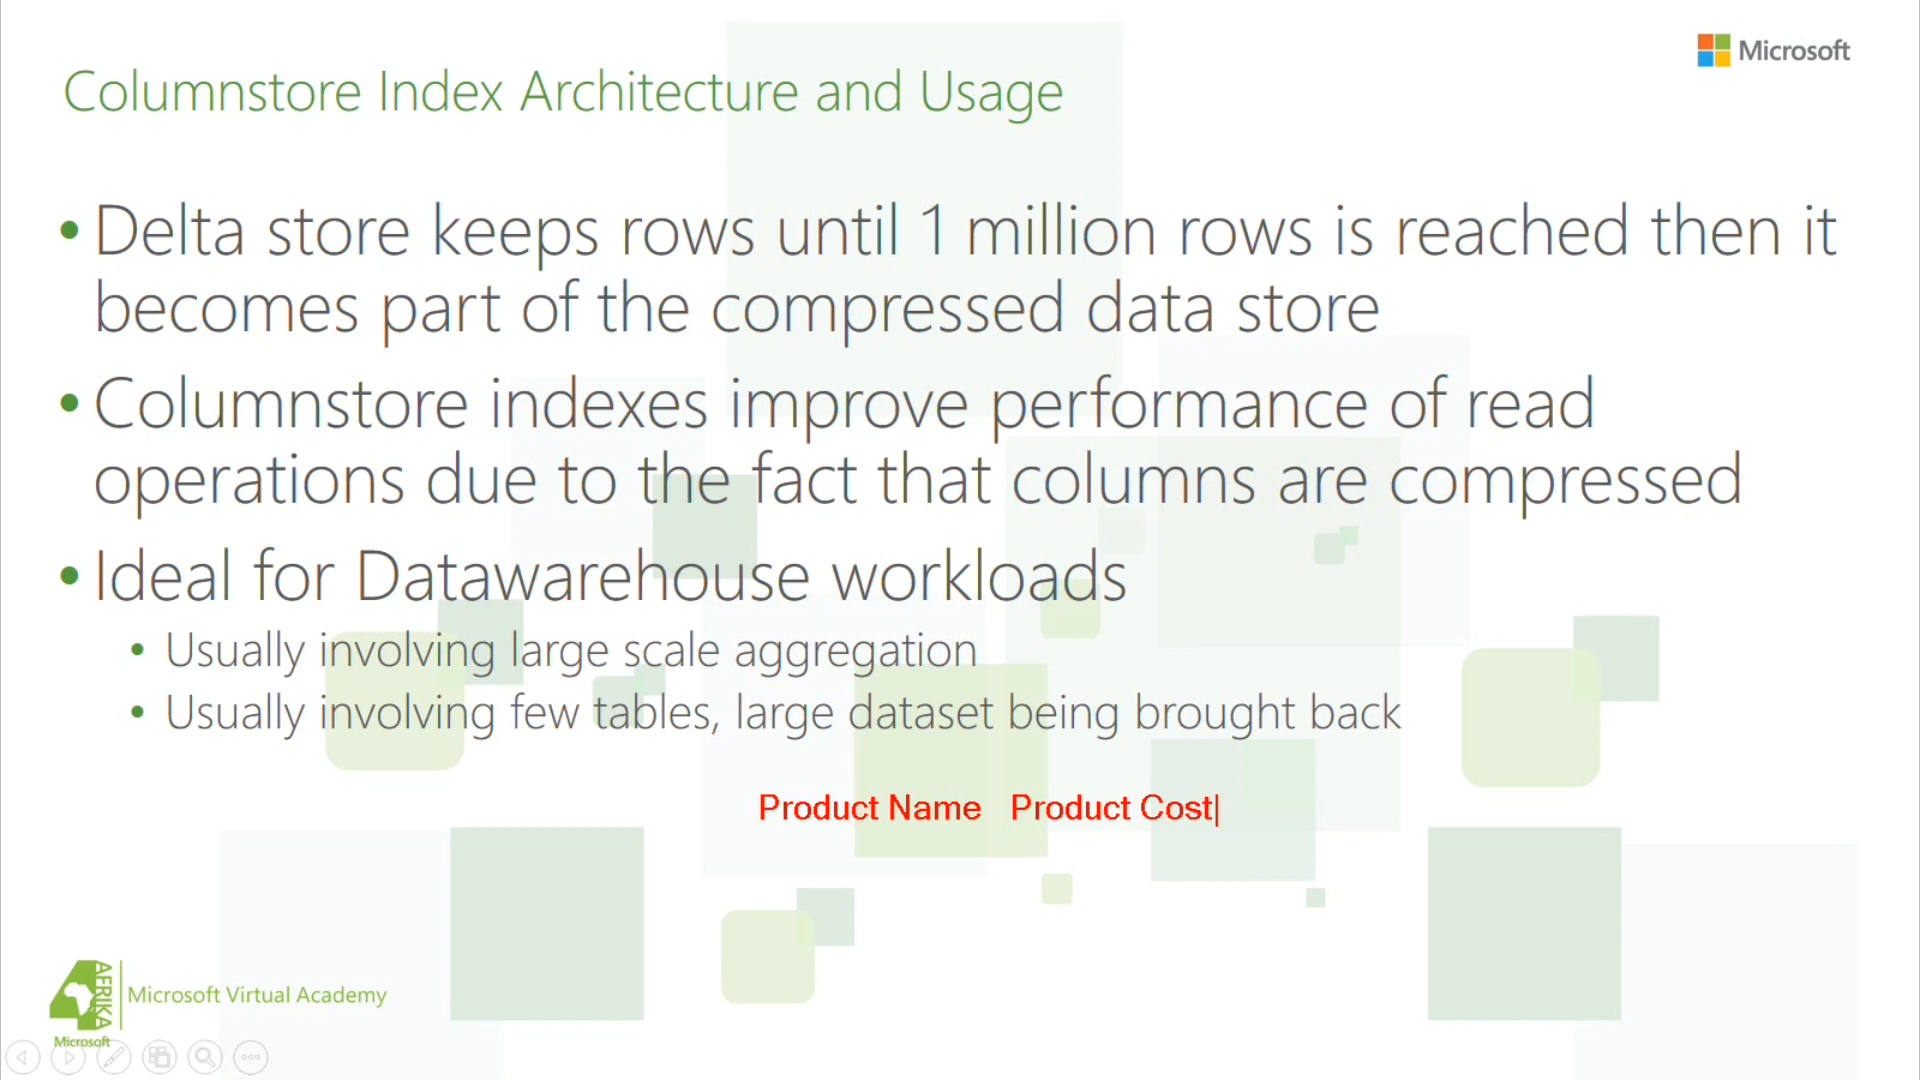 Microsoft
Columnstore Index Architecture and Usage
• Delta store keeps rows until 1 million rows is reached then it
becomes part of the compressed data store
• Columnstore indexes improve performance of read
operations due to the fact that columns are compressed
• Ideal for Datawarehouse workloads
• Usually involving large scale aggregation
• Usually involving few tables, large dataset being brought back
Product Name Product Cost
4AFRIKA
Microsoft
Microsoft Virtual Academy